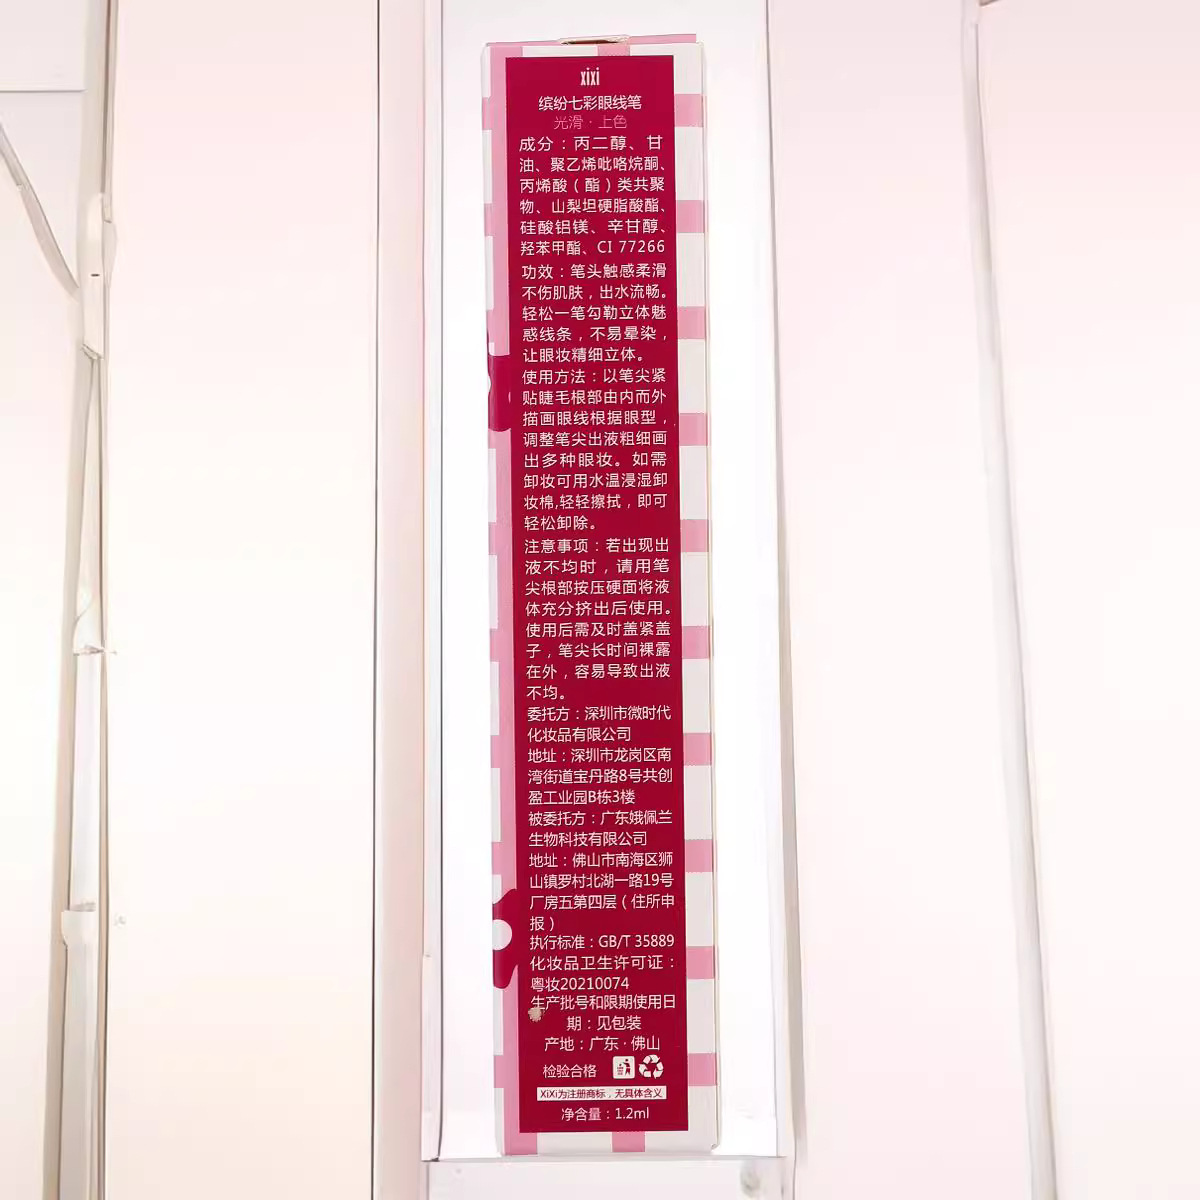 xixi
缤纷七彩眼线笔
光滑·上色
成分：丙二醇、甘
油、聚乙烯吡咯烷酮、
丙烯酸（酯）类共聚
物、山梨坦硬脂酸酯、
硅酸铝镁、辛甘醇、
羟苯甲酯、CI 77266
功效：笔头触感柔滑
不伤肌肤，出水流畅。
轻松一笔勾勒立体魅
惑线条，不易晕染，
让眼妆精细立体。
使用方法：以笔尖紧
贴睫毛根部由内而外
描画眼线根据眼型，
调整笔尖出液粗细画
出多种眼妆。如需
卸妆可用水温浸湿卸
妆棉,轻轻擦拭，即可
轻松卸除。
注意事项：若出现出
液不均时，请用笔
尖根部按压硬面将液
体充分挤出后使用。
使用后需及时盖紧盖
子，笔尖长时间裸露
在外，容易导致出液
不均。
委托方：深圳市微时代
化妆品有限公司
地址：深圳市龙岗区南
湾街道宝丹路8号共创
盈工业园B栋3楼
被委托方：广东娥佩兰
生物科技有限公司
地址：佛山市南海区狮
山镇罗村北湖一路19号
厂房五第四层（住所申
报）
执行标准：GB/T 35889
化妆品卫生许可证：
粤妆20210074
生产批号和限期使用日
期：见包装
产地：广东·佛山
检验合格
XiXi为注册商标，无具体含义
净含量：1.2ml